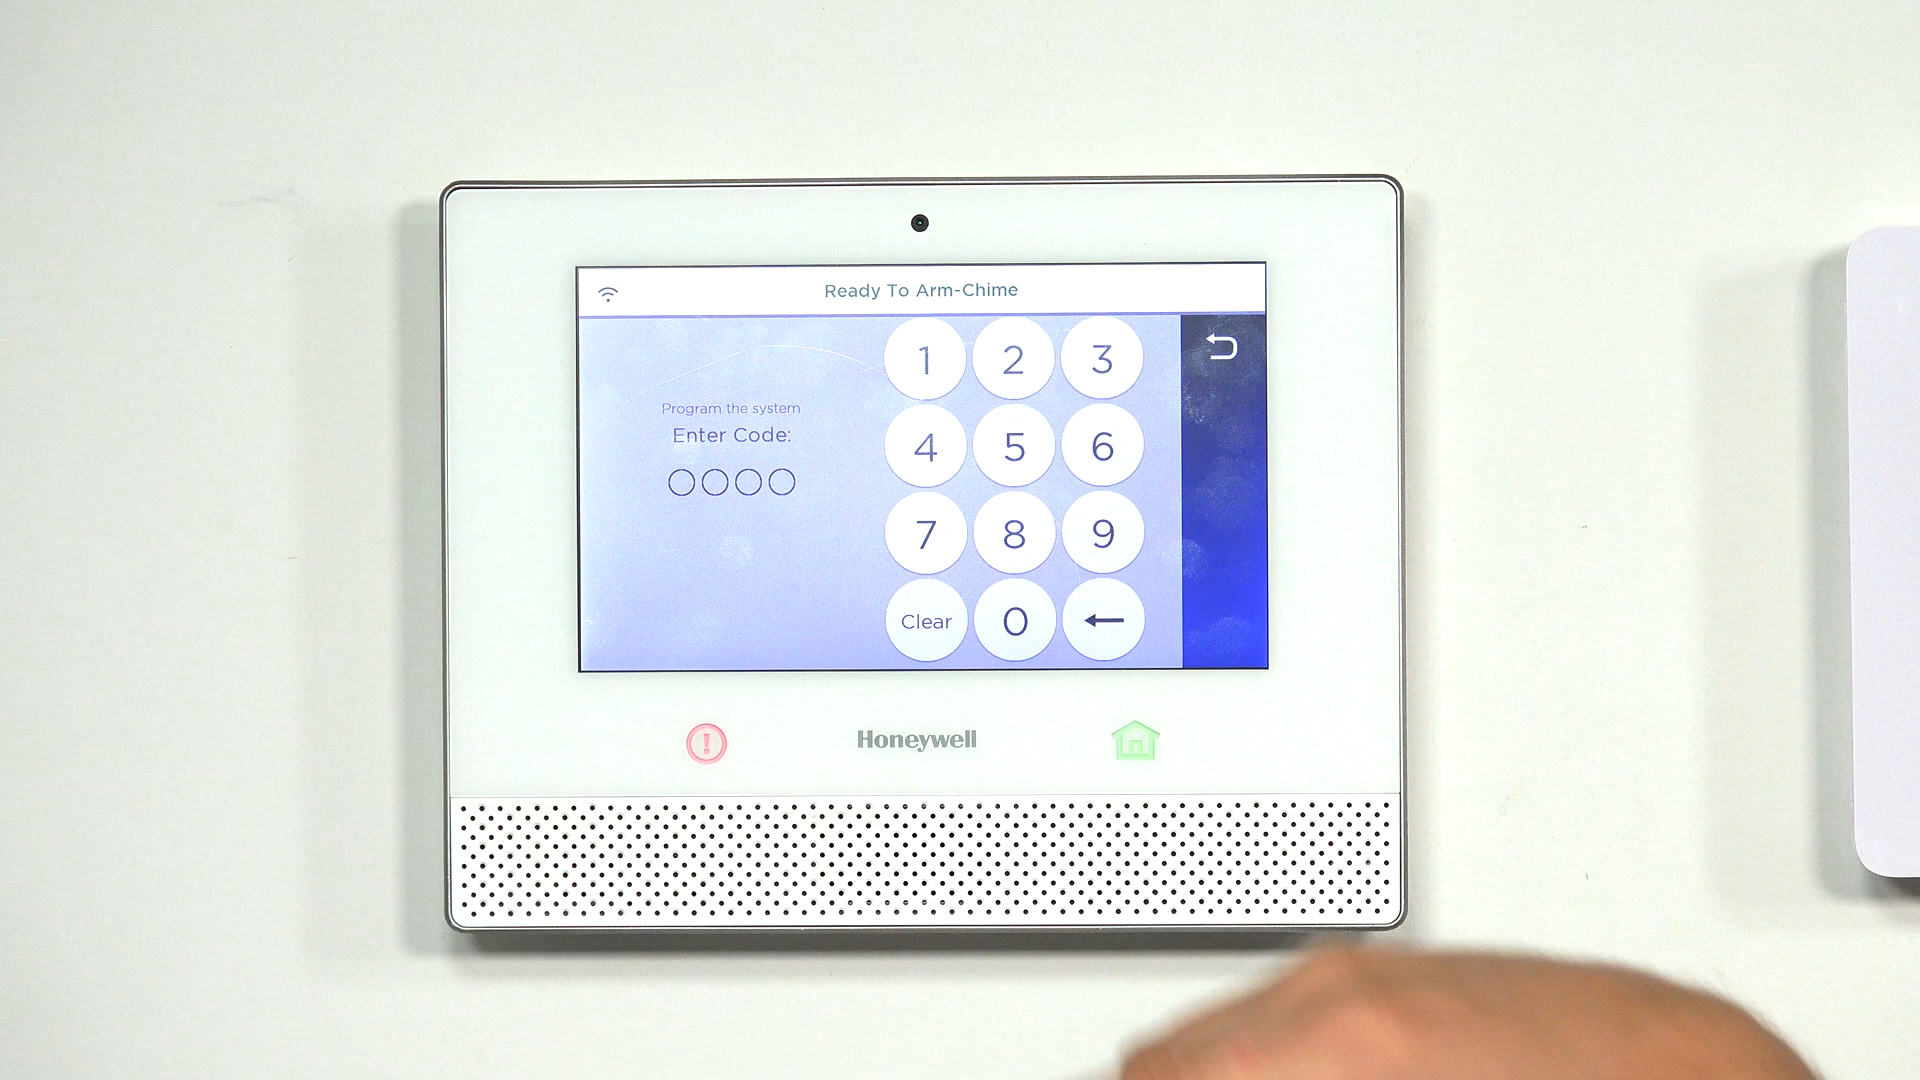 Ready To Arm-Chime
Program the system
Enter Code:
1 2 3
4 5 6
7 8 9
Clear 0
Honeywell